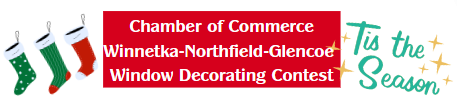 Chamber of Commerce
Winnetka-Northfield-Glencoe
Window Decorating Contest
Tis the
Season